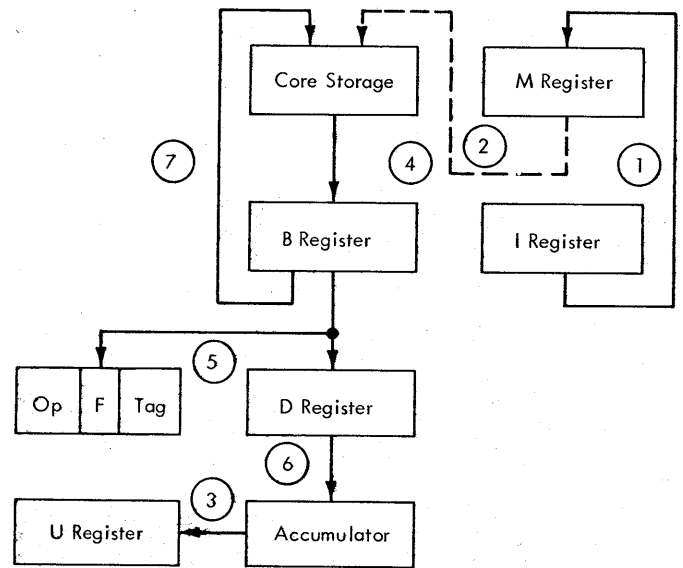 Core Storage
M Register
7
4
2
1
B Register
I Register
5
Op F Tag
D Register
6
3
U Register
Accumulator